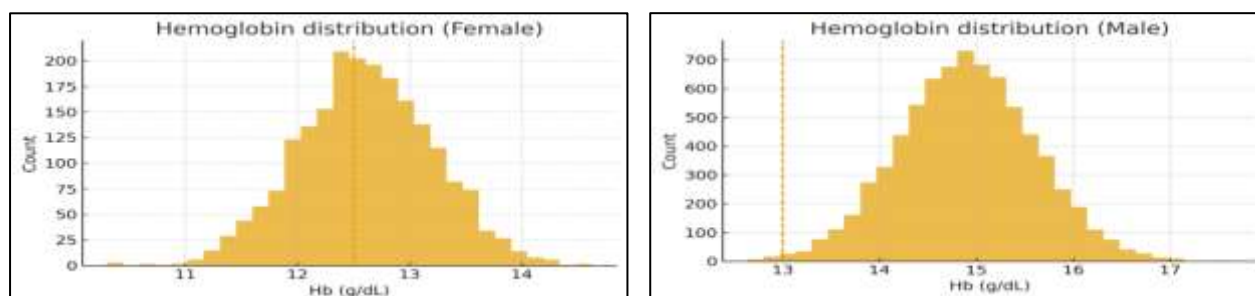 Hemoglobin distribution (Female)
200
175
150
125
100
75
50
25
0
Count
11 12 13 14
Hb (g/dL)
Hemoglobin distribution (Male)
700
600
500
400
300
200
100
0
Count
13 14 15 16 17
Hb (g/dL)